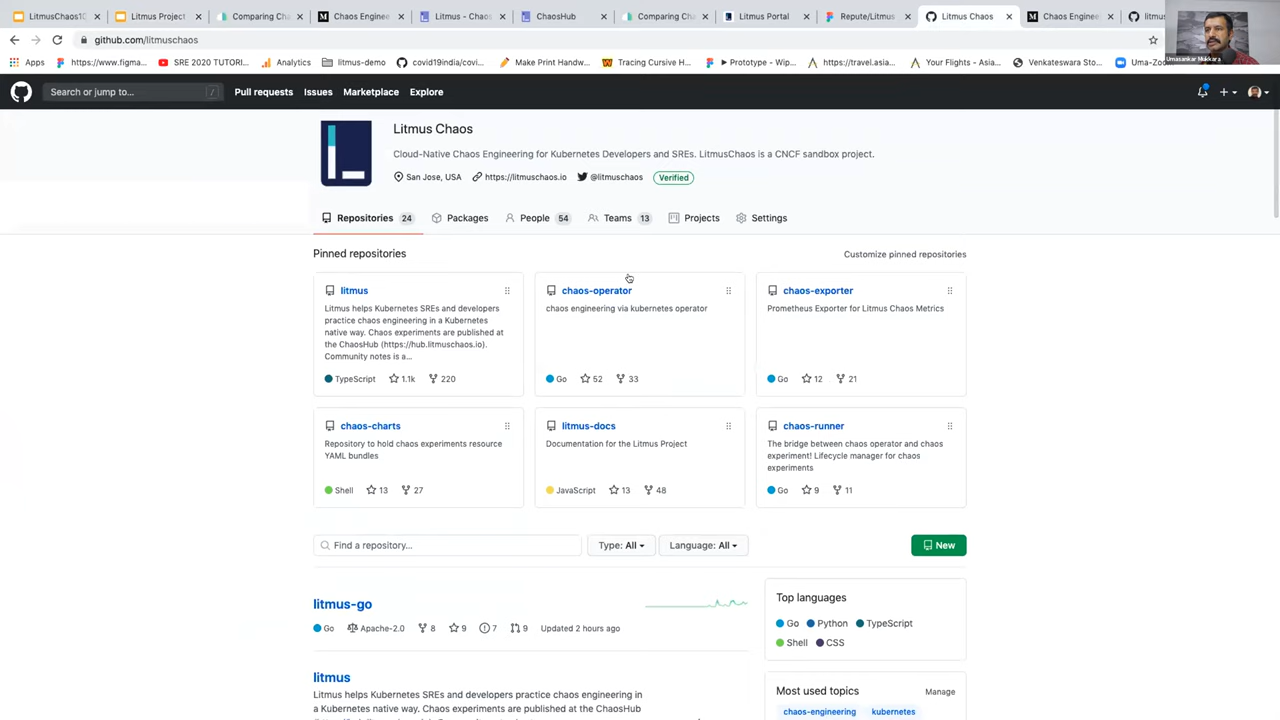 LitmusChaos10
Litmus Project
Comparing Cha
Chaos Engine
Litmus - Chaos
ChaosHub
Comparing Cha
Litmus Portal
Repute/Litmus
Litmus Chaos
Chaos Engine
litmus
github.com/litmuschaos
Apps
https://www.figma...
SRE 2020 TUTORI...
Analytics
litmus-demo
covid19india/covi...
Make Print Handw...
Tracing Cursive H...
► Prototype - Wip...
https://travel.asia...
Your Flights - Asia...
Venkateswara Sto...
Uma-Zoo
Umasankar Mukkara
Search or jump to...
/
Pull requests
Issues
Marketplace
Explore
Litmus Chaos
Cloud-Native Chaos Engineering for Kubernetes Developers and SREs. LitmusChaos is a CNCF sandbox project.
San Jose, USA
https://litmuschaos.io
@litmuschaos
Verified
Repositories 24
Packages
People 54
Teams 13
Projects
Settings
Pinned repositories
Customize pinned repositories
litmus
Litmus helps Kubernetes SREs and developers
practice chaos engineering in a Kubernetes
native way. Chaos experiments are published at
the ChaosHub (https://hub.litmuschaos.io).
Community notes is a...
TypeScript 1.1k 220
chaos-operator
chaos engineering via kubernetes operator
Go 52 33
chaos-exporter
Prometheus Exporter for Litmus Chaos Metrics
Go 12 21
chaos-charts
Repository to hold chaos experiments resource
YAML bundles
Shell 13 27
litmus-docs
Documentation for the Litmus Project
JavaScript 13 48
chaos-runner
The bridge between chaos operator and chaos
experiment! Lifecycle manager for chaos
experiments
Go 9 11
Find a repository...
Type: All
Language: All
New
litmus-go
Go Apache-2.0 8 9 7 9 Updated 2 hours ago
litmus
Litmus helps Kubernetes SREs and developers practice chaos engineering in
a Kubernetes native way. Chaos experiments are published at the ChaosHub
Top languages
Go Python TypeScript
Shell CSS
Most used topics
Manage
chaos-engineering
kubernetes